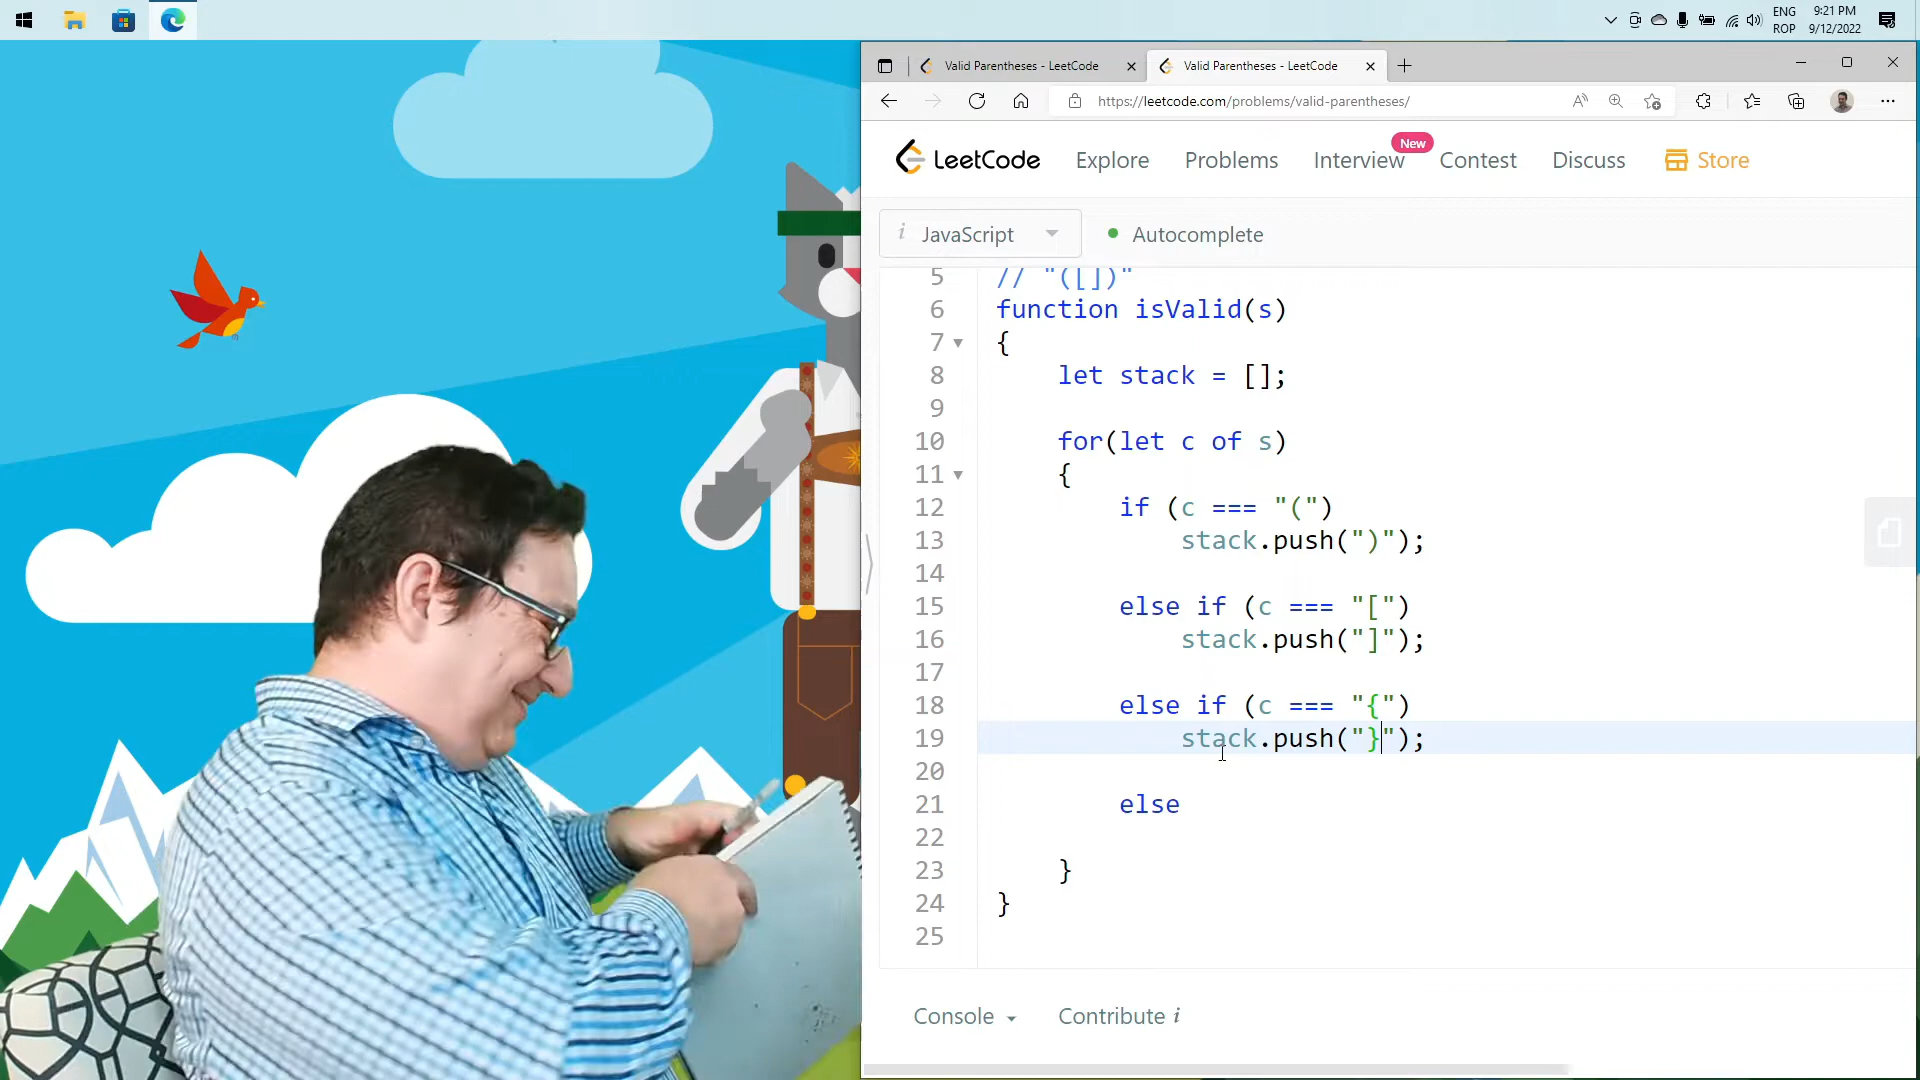 ENG
ROP
9:21 PM
9/12/2022
Valid Parentheses - LeetCode
Valid Parentheses - LeetCode
https://leetcode.com/problems/valid-parentheses/
LeetCode
Explore
Problems
Interview
New
Contest
Discuss
Store
i JavaScript
Autocomplete
5 // "([])"
6 function isValid(s)
7 {
8 let stack = [];
9
10 for(let c of s)
11 {
12 if (c === "(")
13 stack.push(")");
14
15 else if (c === "[")
16 stack.push("]");
17
18 else if (c === "{")
19 stack.push("}");
20
21 else
22
23 }
24 }
25
Console
Contribute i